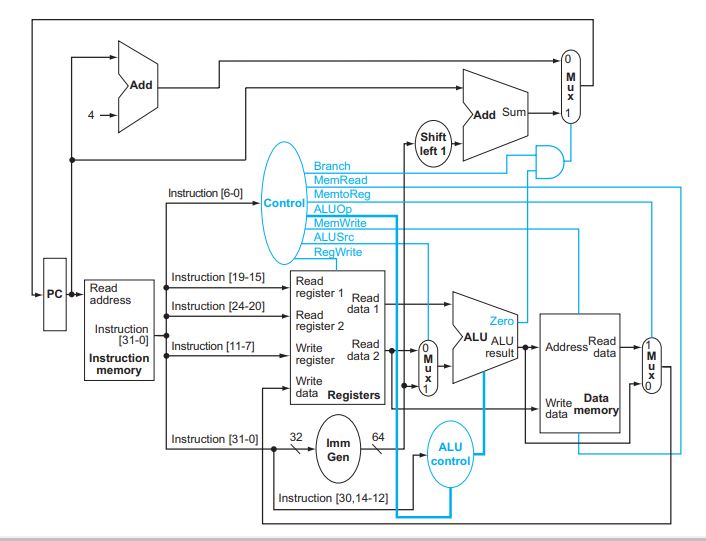 Add
4
0
M
u
x
1
Add Sum
Shift
left 1
Branch
MemRead
Instruction [6-0]
MemtoReg
Control
ALUOp
MemWrite
ALUSrc
RegWrite
PC
Read
address
Instruction
[31-0]
Instruction
memory
Instruction [19-15]
Instruction [24-20]
Instruction [11-7]
Read
register 1
Read
data 1
Read
register 2
Write
register
Read
data 2
Write
data
Registers
0
M
u
x
1
Zero
ALU
ALU
result
Address
Read
data
Write
data
Data
memory
1
M
u
x
0
Instruction [31-0]
32
Imm
Gen
64
ALU
control
Instruction [30,14-12]